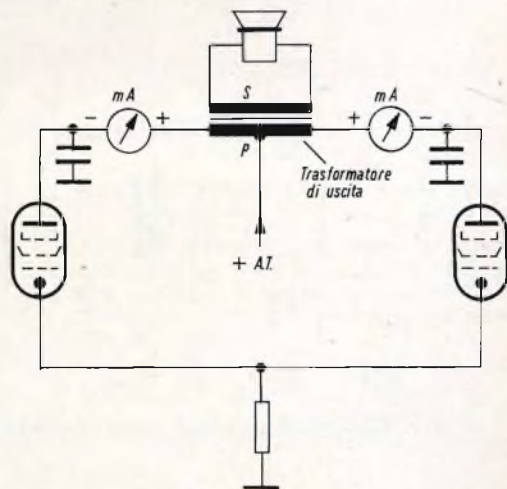 S
mA
mA
- +
+ -
P
Trasformatore
di uscita
+ A.T.